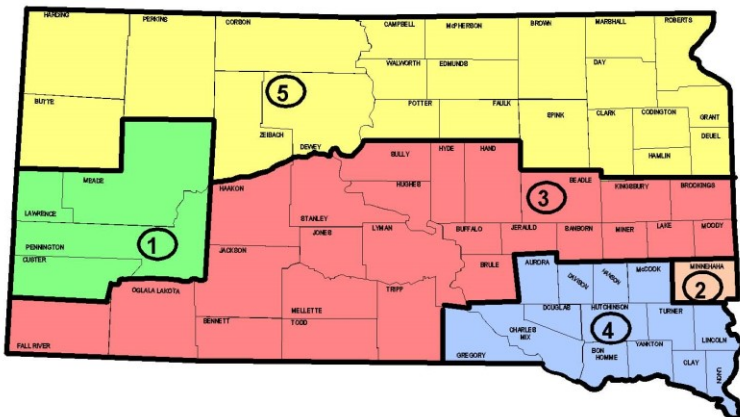 HARDING
PERKINS
CORSON
CAMPBELL
McPHERSON
BROWN
MARSHALL
ROBERTS
WALWORTH
EDMUNDS
DAY
5
BUTTE
POTTER
FAULK
SPINK
CLARK
CODINGTON
GRANT
ZEIBACH
DEWEY
DEUEL
HAMLIN
SULLY
HYDE
HAND
MEADE
HAAKON
HUGHES
BEADLE
KINGSBURY
BROOKINGS
3
LAWRENCE
STANLEY
1
JONES
LYMAN
BUFFALO
JERAULD
SANBORN
MINER
LAKE
MOODY
PENNINGTON
JACKSON
CUSTER
BRULE
AURORA
DAVISON
HANSON
McCOOK
MINNEHAHA
2
OGLALA LAKOTA
TRIPP
MELLETTE
DOUGLAS
HUTCHINSON
TURNER
BENNETT
TODD
CHARLES
MIX
4
LINCOLN
FALL RIVER
GREGORY
BON
HOMME
YANKTON
CLAY
UNION